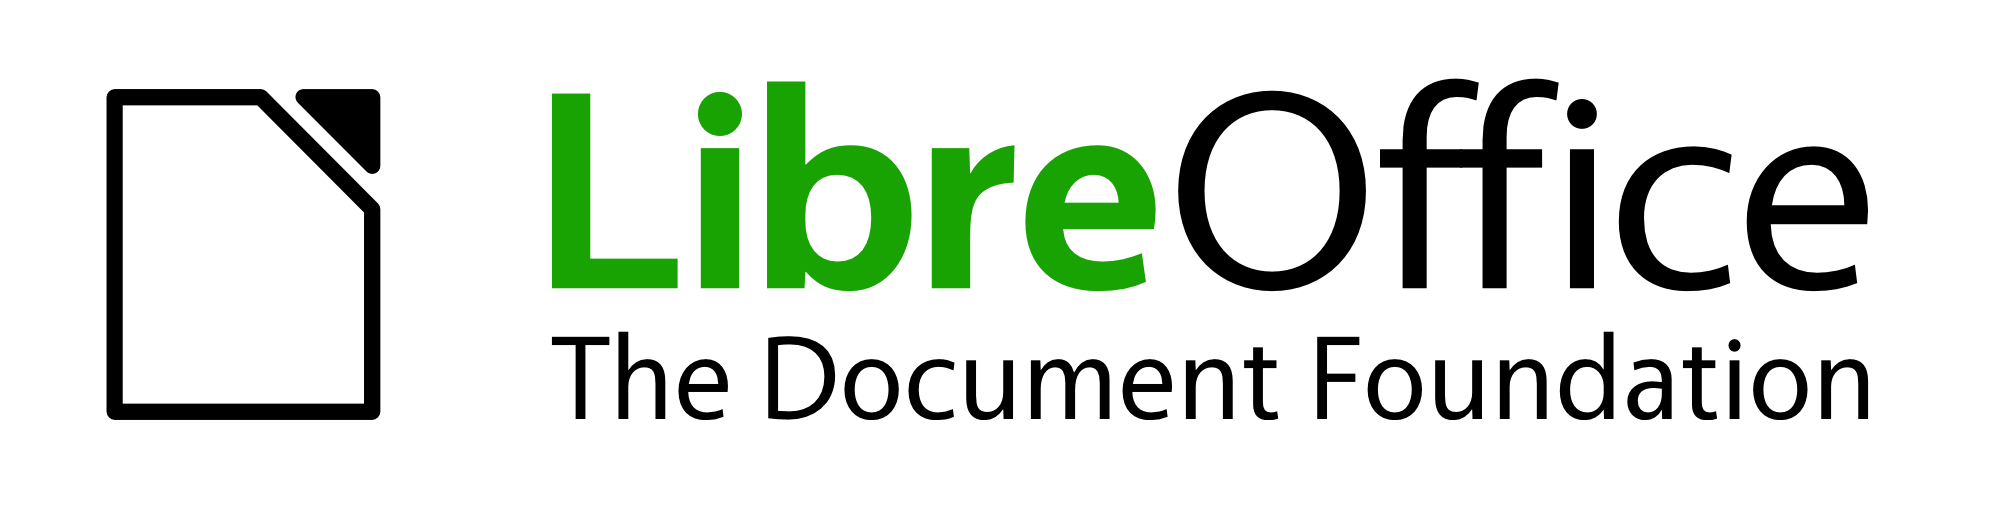 LibreOffice
The Document Foundation